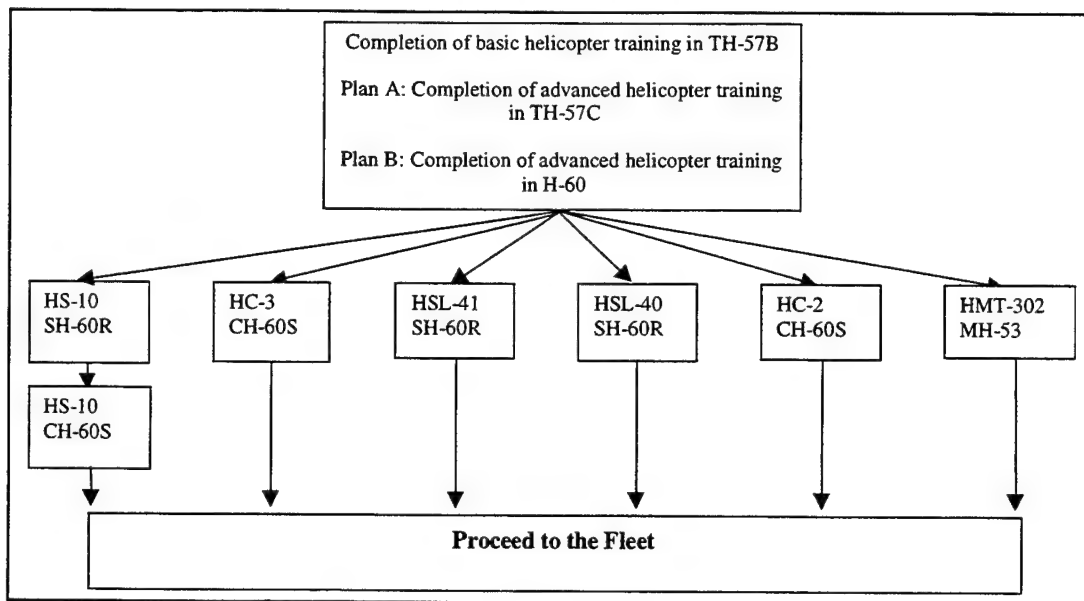 Completion of basic helicopter training in TH-57B
Plan A: Completion of advanced helicopter training
in TH-57C
Plan B: Completion of advanced helicopter training
in H-60
HS-10
SH-60R
HC-3
CH-60S
HSL-41
SH-60R
HSL-40
SH-60R
HC-2
CH-60S
HMT-302
MH-53
HS-10
CH-60S
Proceed to the Fleet